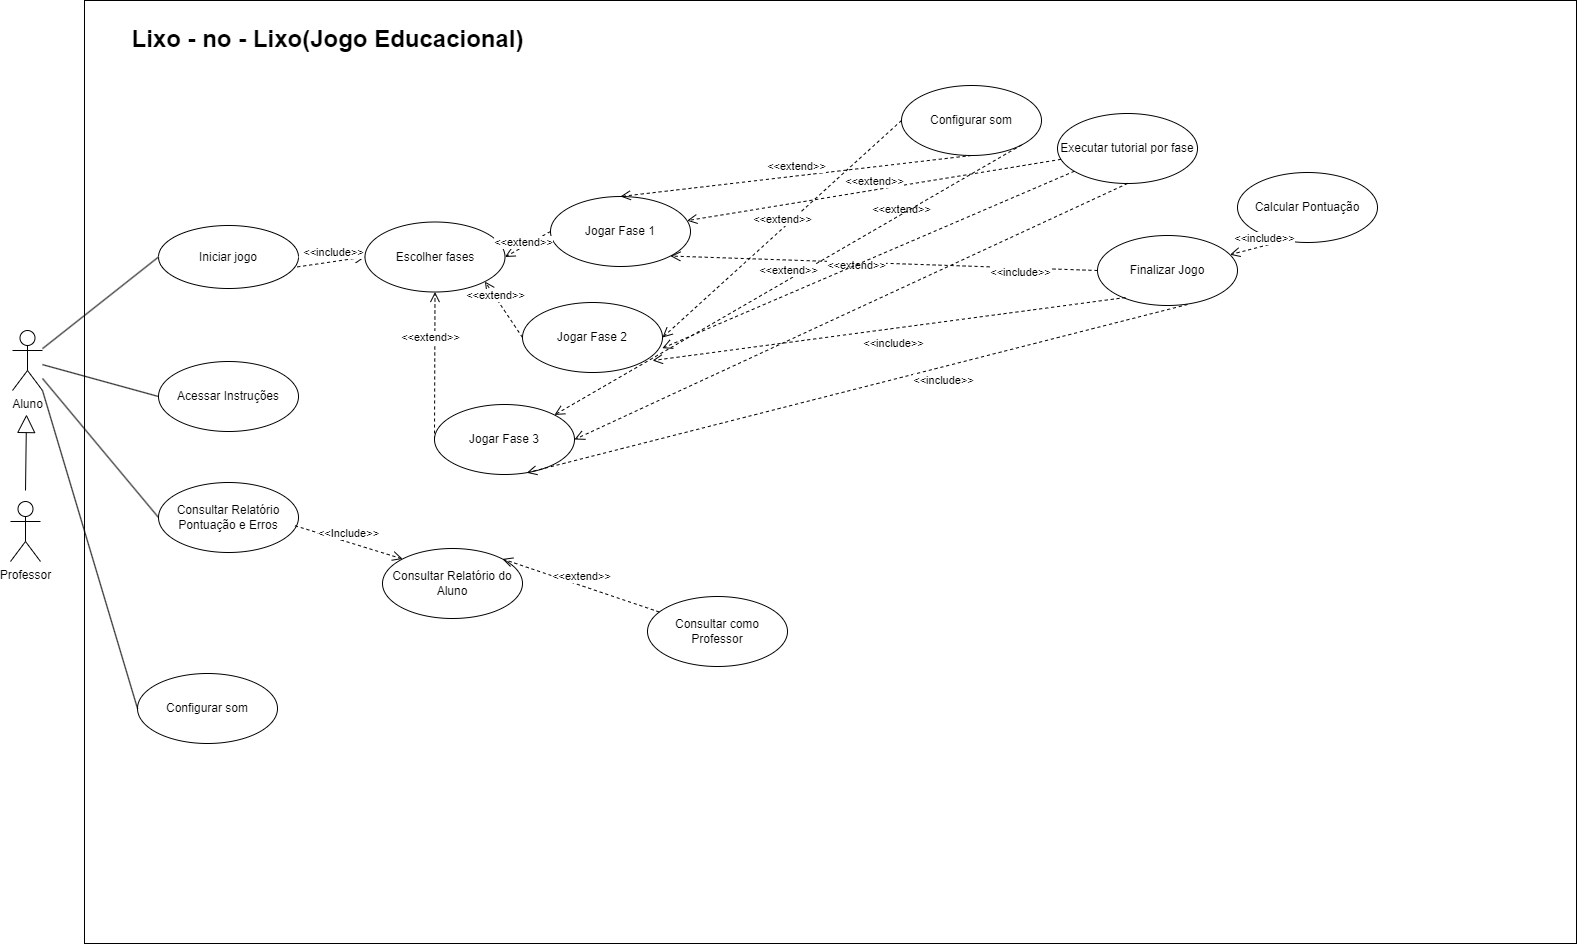 Lixo - no - Lixo(Jogo Educacional)
Configurar som
Executar tutorial por fase
<<extend>>
<<extend>>
<<extend>>
<<extend>>
Calcular Pontuação
Jogar Fase 1
<<include>>
<<extend>>
Iniciar jogo
<<include>>
Escolher fases
<<extend>>
<<extend>>
<<include>>
Finalizar Jogo
<<extend>>
<<extend>>
Jogar Fase 2
<<include>>
<<include>>
Aluno
Acessar Instruções
Jogar Fase 3
Consultar Relatório
Pontuação e Erros
<<Include>>
Professor
Consultar Relatório do
Aluno
<<extend>>
Consultar como
Professor
Configurar som